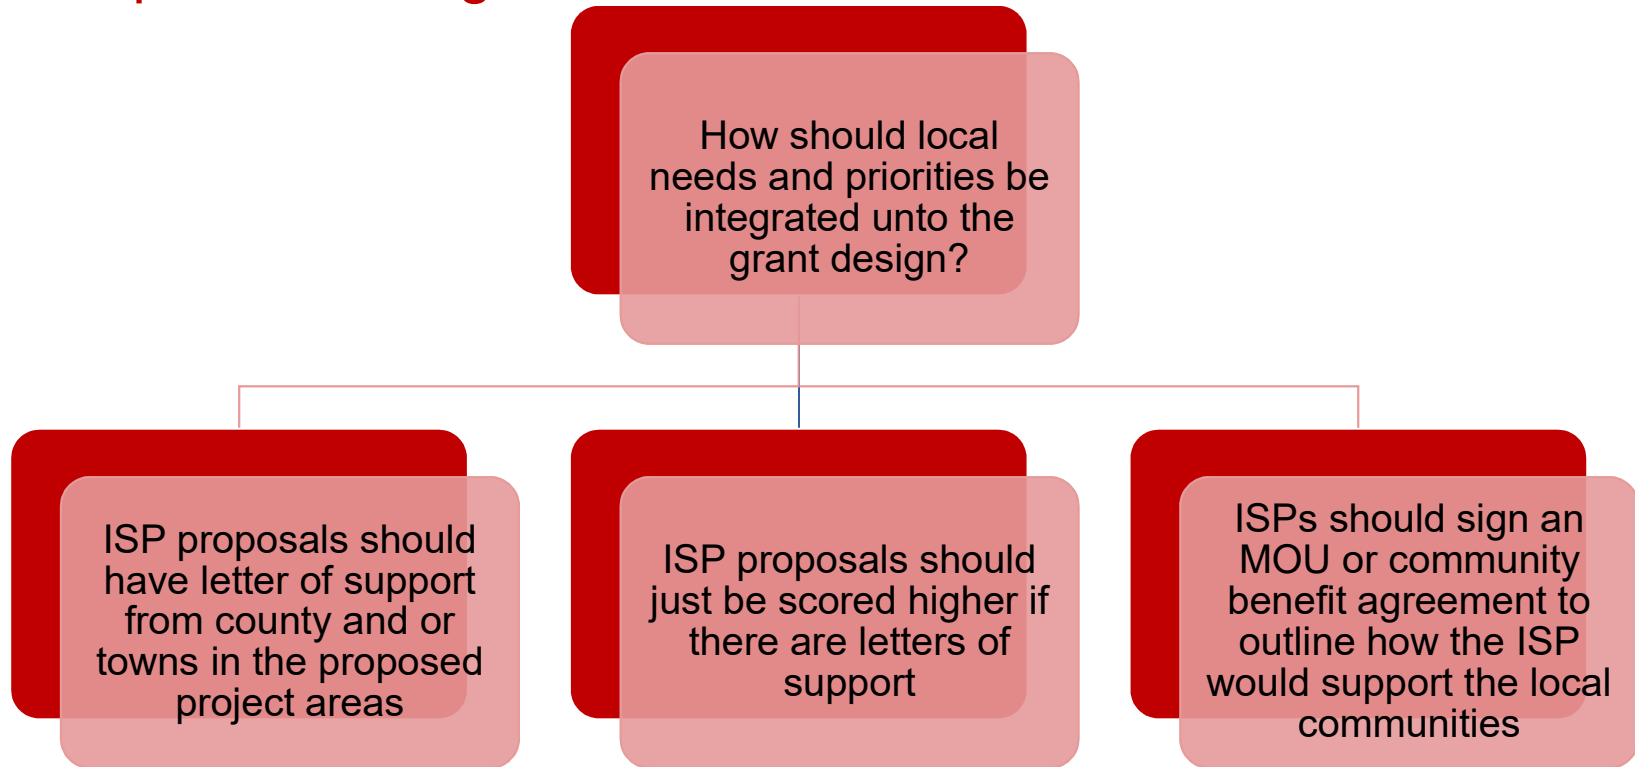 How should local
needs and priorities be
integrated unto the
grant design?
ISP proposals should
have letter of support
from county and or
towns in the proposed
project areas
ISP proposals should
just be scored higher if
there are letters of
support
ISPs should sign an
MOU or community
benefit agreement to
outline how the ISP
would support the local
communities